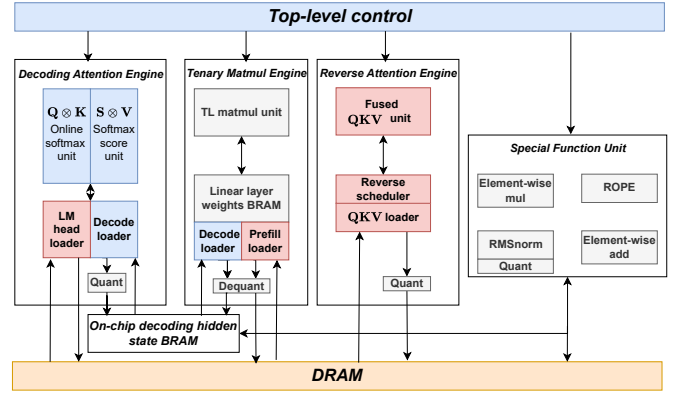 Top-level control
Decoding Attention Engine
Q ⊗ K
Online
softmax
unit
S ⊗ V
Softmax
score
unit
LM
head
loader
Decode
loader
Quant
Tenary Matmul Engine
TL matmul unit
Linear layer
weights BRAM
Decode
loader
Prefill
loader
Dequant
Reverse Attention Engine
Fused
QKV unit
Reverse
scheduler
QKV loader
Quant
Special Function Unit
Element-wise
mul
ROPE
RMSnorm
Quant
Element-wise
add
On-chip decoding hidden
state BRAM
DRAM